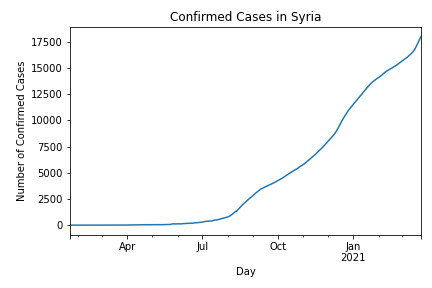 Confirmed Cases in Syria
Number of Confirmed Cases
17500
15000
12500
10000
7500
5000
2500
0
Apr
Jul
Oct
Jan
2021
Day